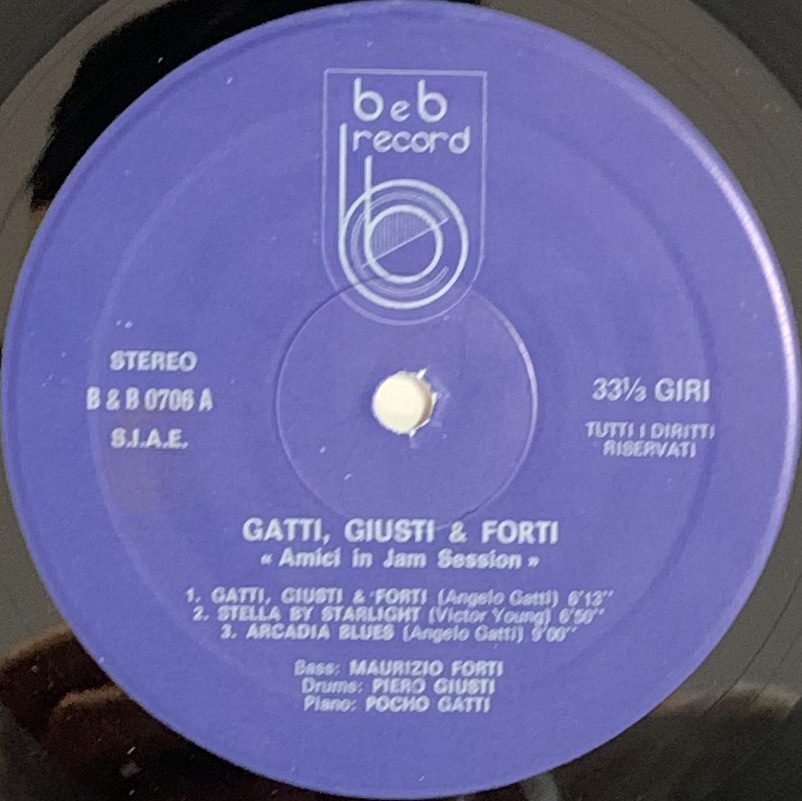 b e b
record
STEREO
B & B 0706 A
S.I.A.E.
33⅓ GIRI
TUTTI I DIRITTI
RISERVATI
GATTI, GIUSTI & FORTI
« Amici in Jam Session »
1. GATTI, GIUSTI & FORTI (Angelo Gatti) 6'13''
2. STELLA BY STARLIGHT (Victor Young) 6'50''
3. ARCADIA BLUES (Angelo Gatti) 9'00''
Bass: MAURIZIO FORTI
Drums: PIERO GIUSTI
Piano: POCHO GATTI